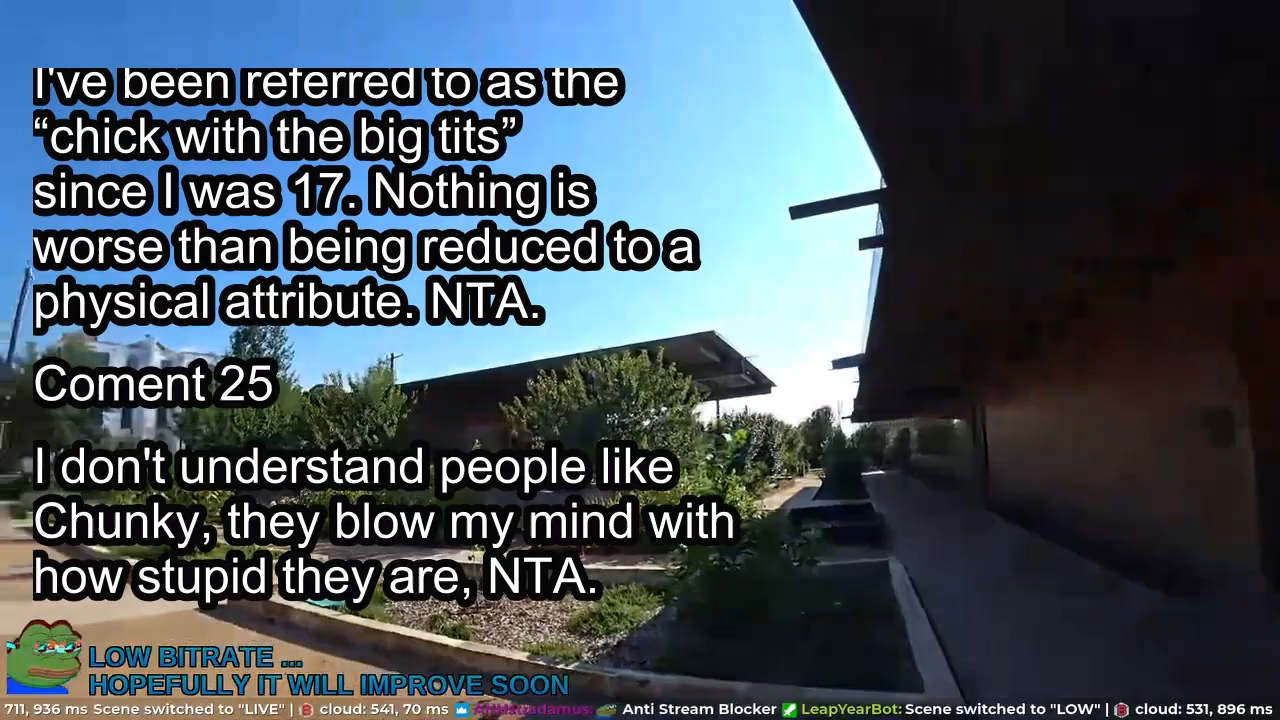 I've been referred to as the
“chick with the big tits”
since I was 17. Nothing is
worse than being reduced to a
physical attribute. NTA.
Coment 25
I don't understand people like
Chunky, they blow my mind with
how stupid they are, NTA.
LOW BITRATE ...
HOPEFULLY IT WILL IMPROVE SOON
711, 936 ms Scene switched to "LIVE" | cloud: 541, 70 ms Anti Stream Blocker LeapYearBot: Scene switched to "LOW" | cloud: 531, 896 ms